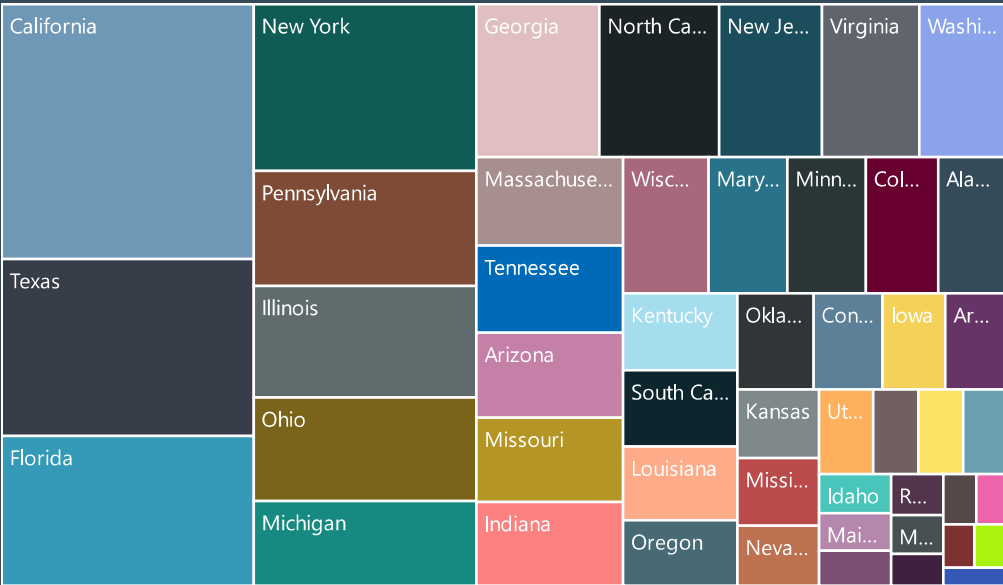 California
New York
Georgia
North Ca...
New Je...
Virginia
Washi...
Massachuse...
Wisc...
Mary...
Minn...
Col...
Ala...
Pennsylvania
Texas
Tennessee
Illinois
Kentucky
Okla...
Con...
Iowa
Ar...
Arizona
South Ca...
Ohio
Kansas
Ut...
Missouri
Florida
Louisiana
Missi...
Idaho
R...
Michigan
Indiana
Oregon
Neva...
Mai...
M...